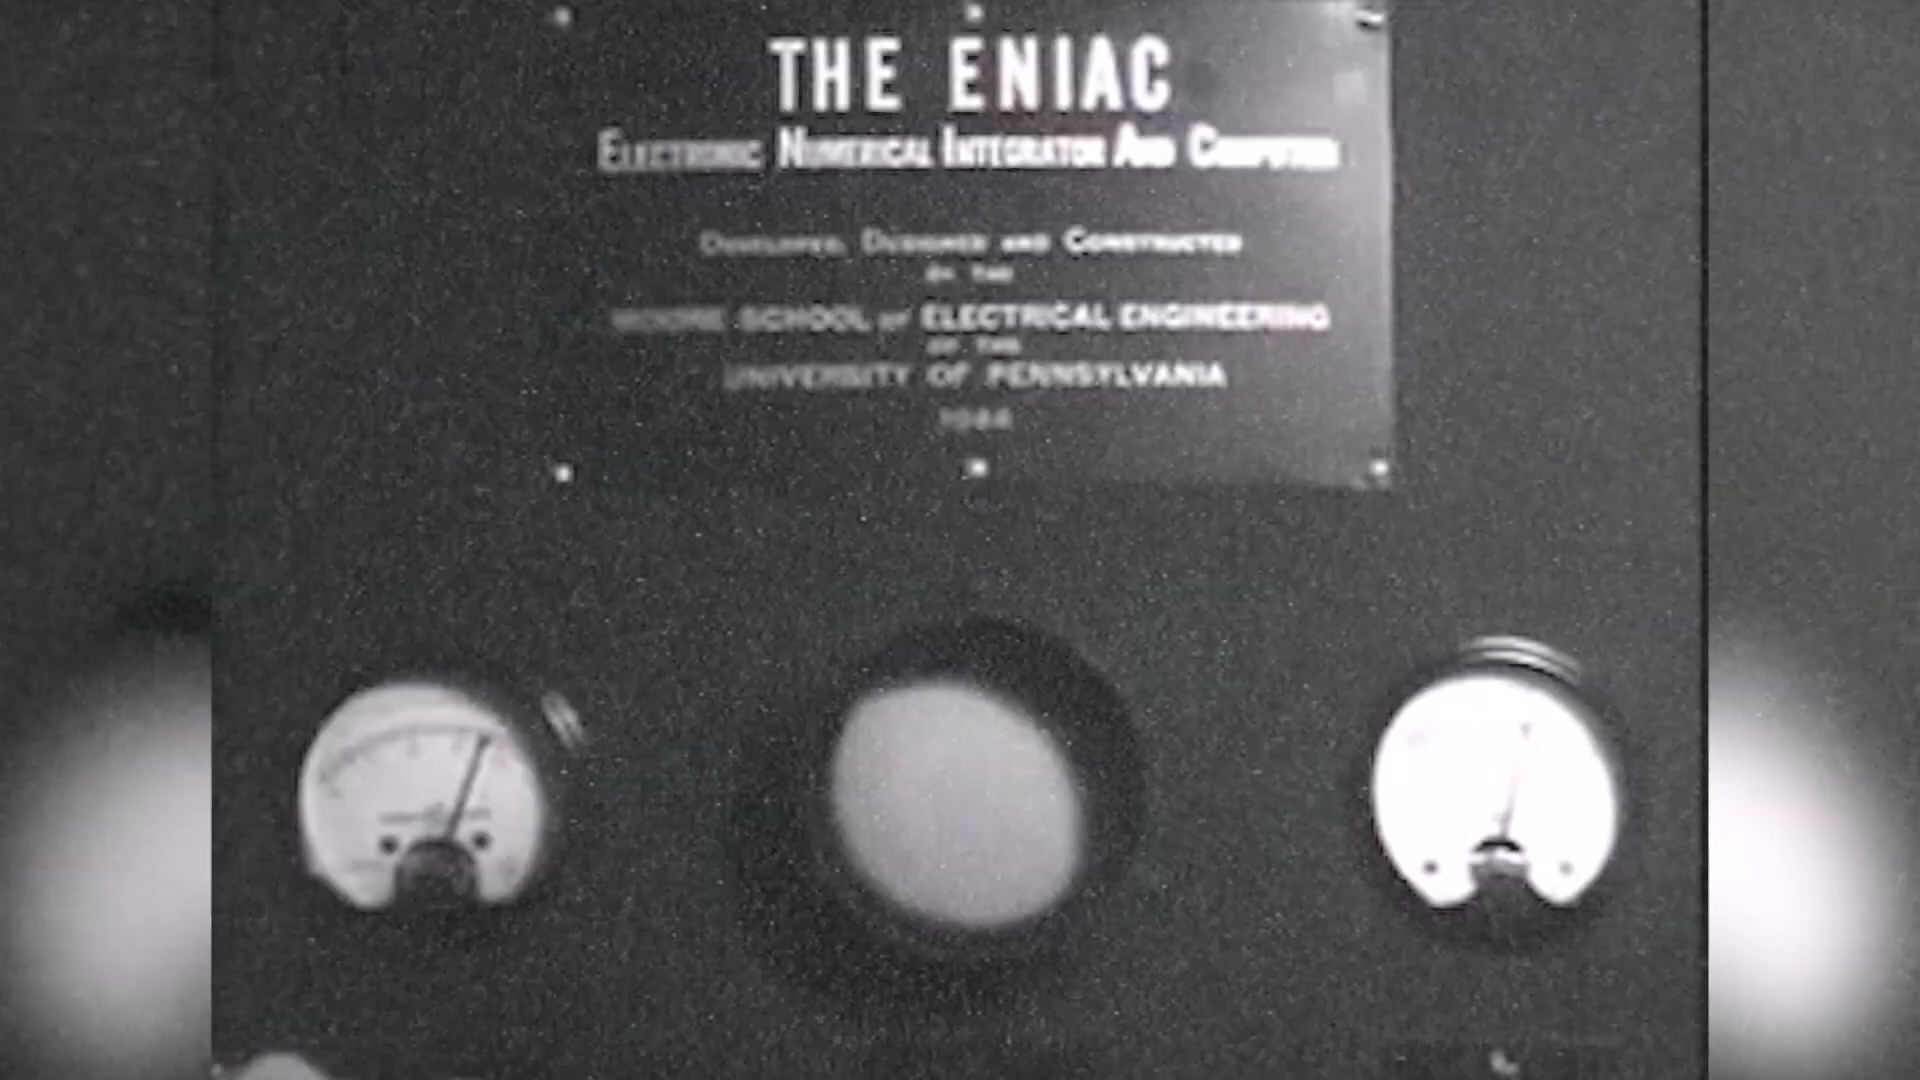 THE ENIAC
ELECTRONIC NUMERICAL INTEGRATOR AND COMPUTER
DEVELOPED, DESIGNED AND CONSTRUCTED
BY THE
MOORE SCHOOL OF ELECTRICAL ENGINEERING
OF THE
UNIVERSITY OF PENNSYLVANIA